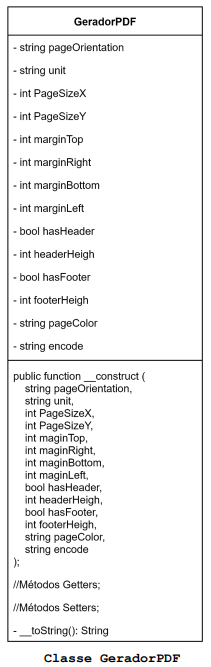 GeradorPDF
- string pageOrientation
- string unit
- int PageSizeX
- int PageSizeY
- int marginTop
- int marginRight
- int marginBottom
- int marginLeft
- bool hasHeader
- int headerHeigh
- bool hasFooter
- int footerHeigh
- string pageColor
- string encode
public function __construct (
string pageOrientation,
string unit,
int PageSizeX,
int PageSizeY,
int maginTop,
int maginRight,
int maginBottom,
int maginLeft,
bool hasHeader,
int headerHeigh,
bool hasFooter,
int footerHeigh,
string pageColor,
string encode
);
//Métodos Getters;
//Métodos Setters;
- __toString(): String
Classe GeradorPDF